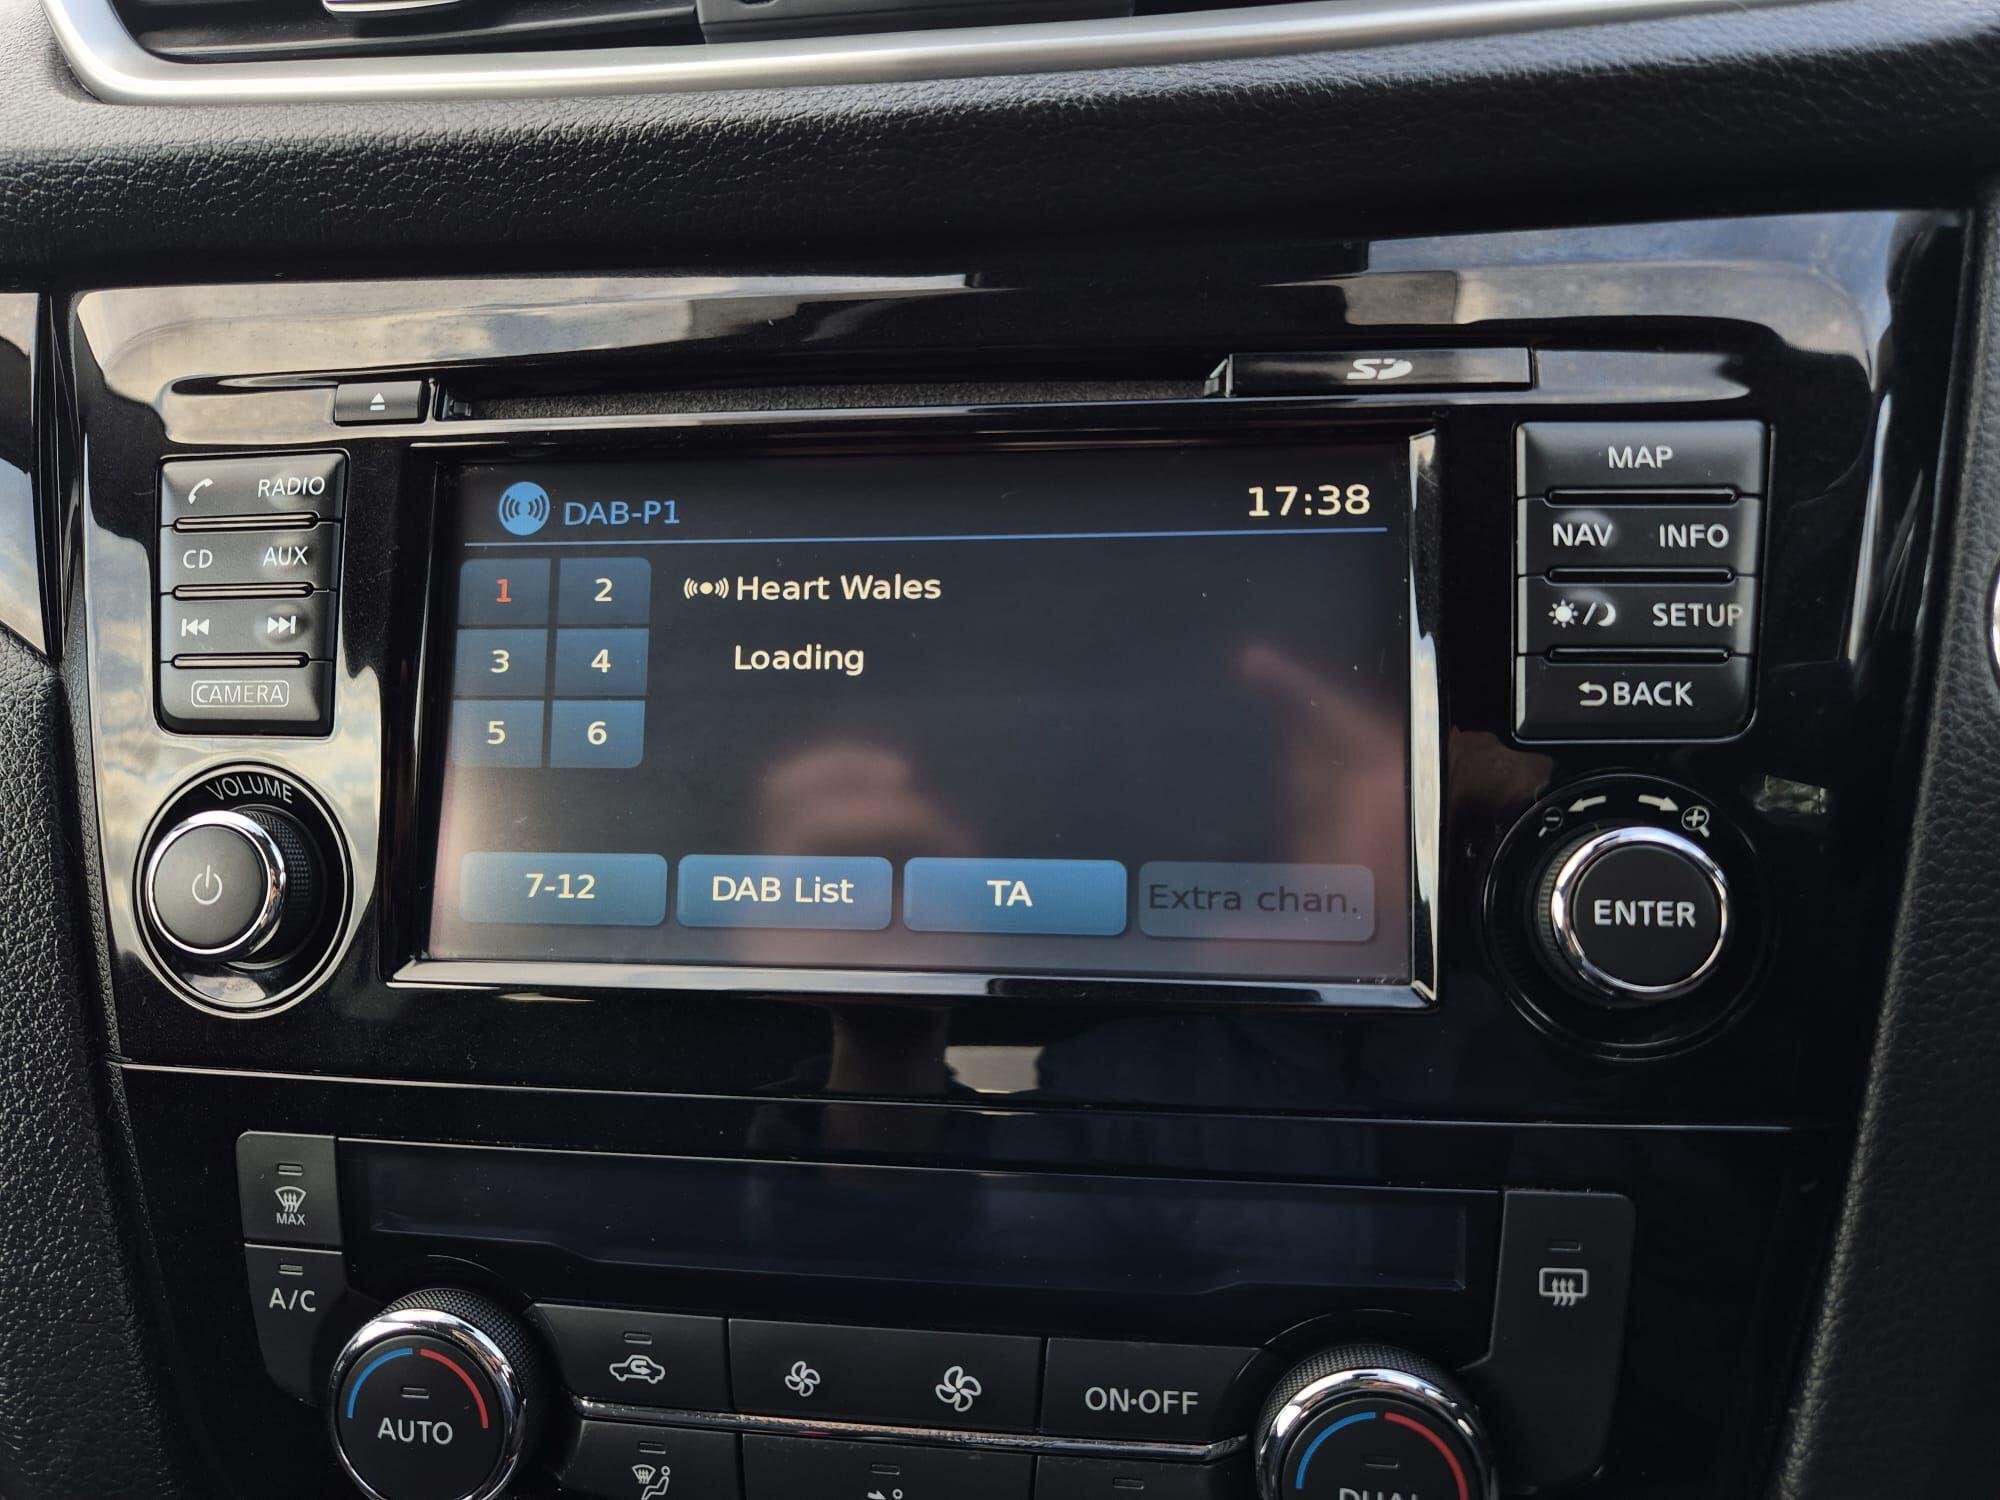 SD
RADIO
CD AUX
CAMERA
VOLUME
DAB-P1 17:38
1 2
3 4
5 6
Heart Wales
Loading
7-12 DAB List TA Extra chan.
MAP
NAV INFO
SETUP
BACK
ENTER
MAX
A/C
AUTO
ON·OFF
DUAL